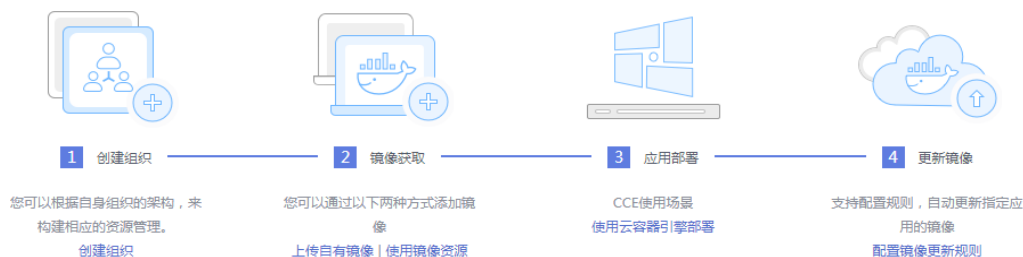 1 创建组织
您可以根据自身组织的架构，来
构建相应的资源管理。
创建组织
2 镜像获取
您可以通过以下两种方式添加镜
像
上传自有镜像 | 使用镜像资源
3 应用部署
CCE使用场景
使用云容器引擎部署
4 更新镜像
支持配置规则，自动更新指定应
用的镜像
配置镜像更新规则